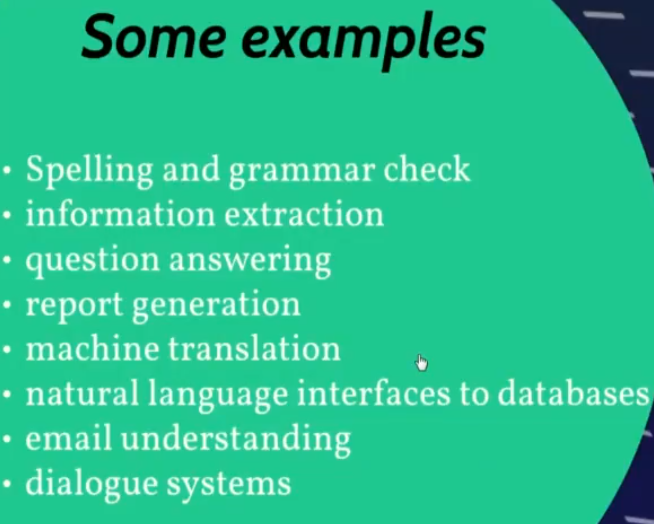 Some examples
• Spelling and grammar check
• information extraction
• question answering
• report generation
• machine translation
• natural language interfaces to databases
• email understanding
• dialogue systems